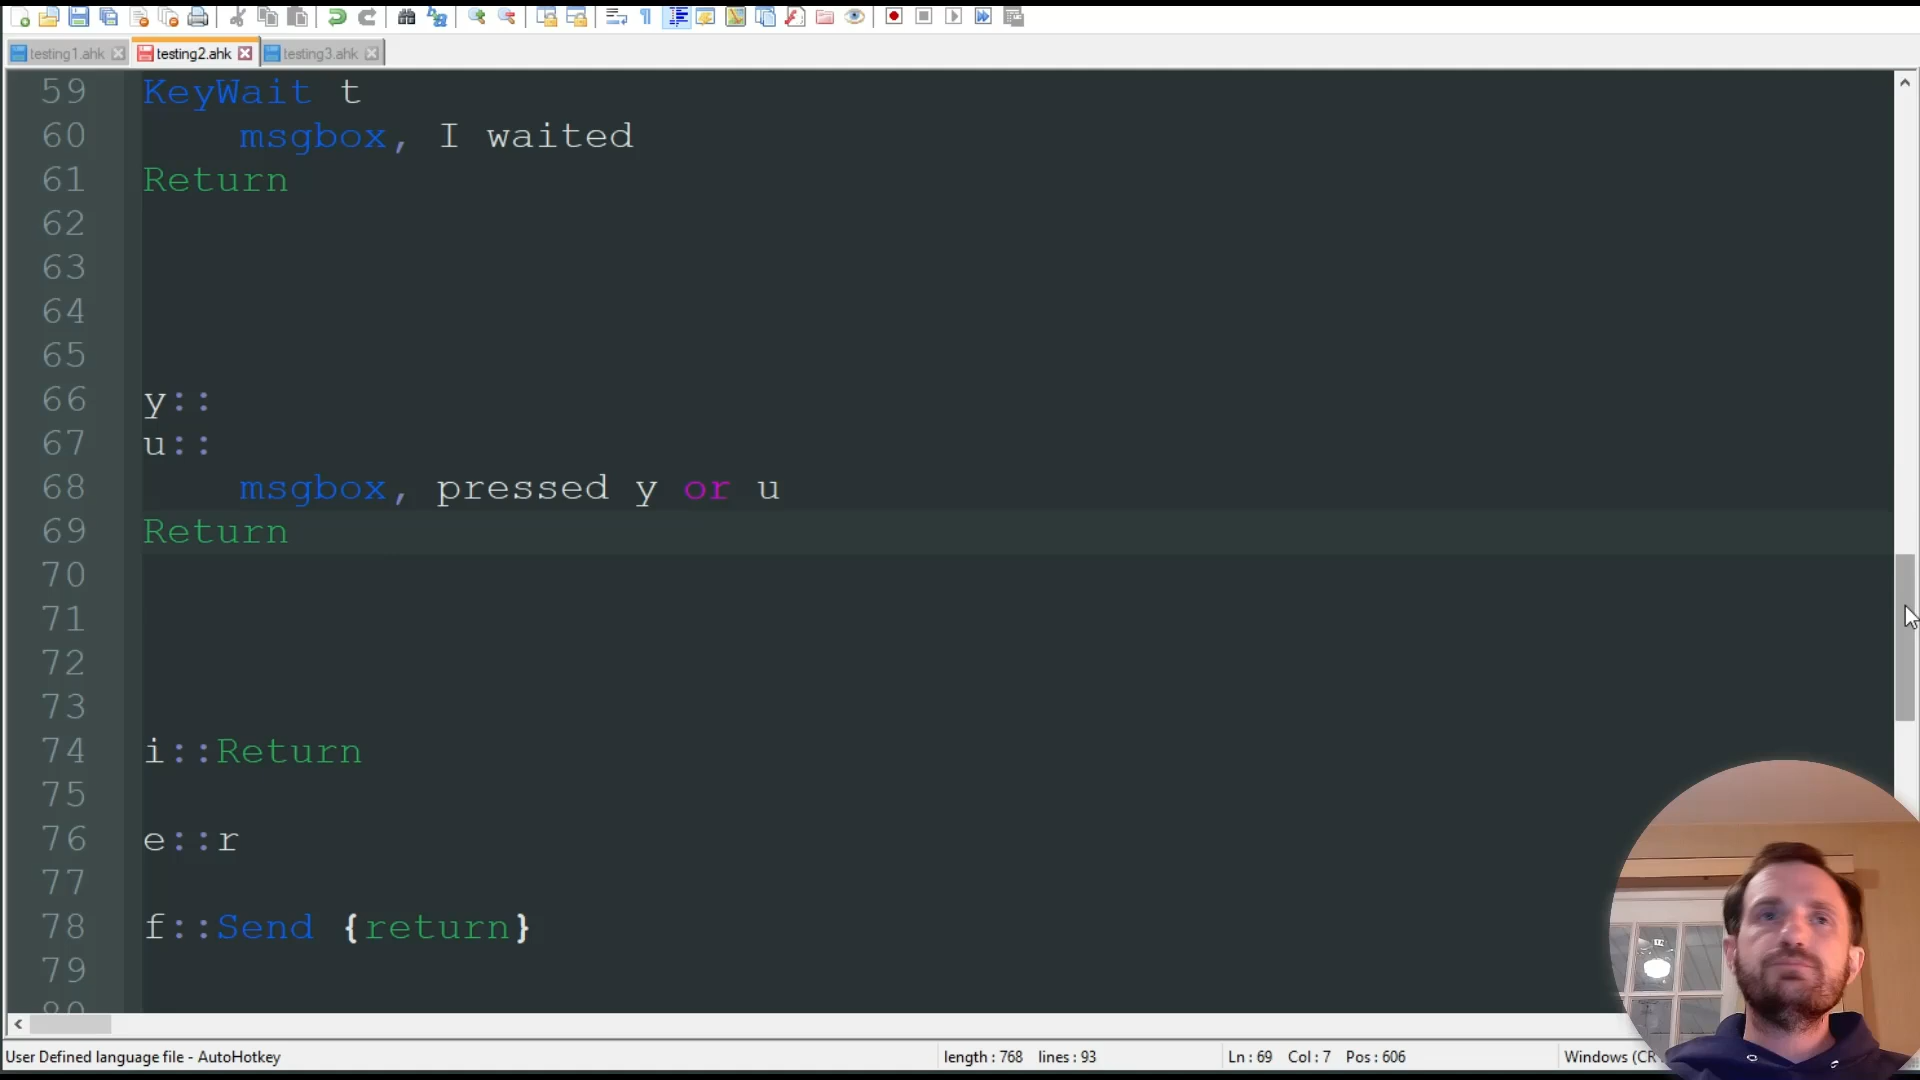 testing1.ahk testing2.ahk testing3.ahk
59 KeyWait t
60 msgbox, I waited
61 Return
62
63
64
65
66 y::
67 u::
68 msgbox, pressed y or u
69 Return
70
71
72
73
74 i::Return
75
76 e::r
77
78 f::Send {return}
79
80
User Defined language file - AutoHotkey length : 768 lines : 93 Ln : 69 Col : 7 Pos : 606 Windows (CR